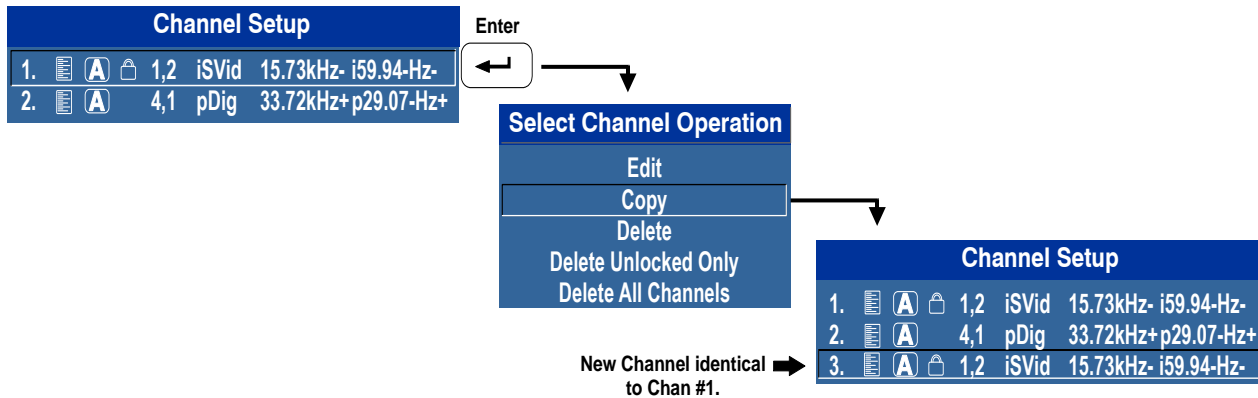 Channel Setup
1. A 1,2 iSVid 15.73kHz- i59.94-Hz-
2. A 4,1 pDig 33.72kHz+ p29.07-Hz+
Enter
Select Channel Operation
Edit
Copy
Delete
Delete Unlocked Only
Delete All Channels
Channel Setup
1. A 1,2 iSVid 15.73kHz- i59.94-Hz-
2. A 4,1 pDig 33.72kHz+ p29.07-Hz+
3. A 1,2 iSVid 15.73kHz- i59.94-Hz-
New Channel identical
to Chan #1.